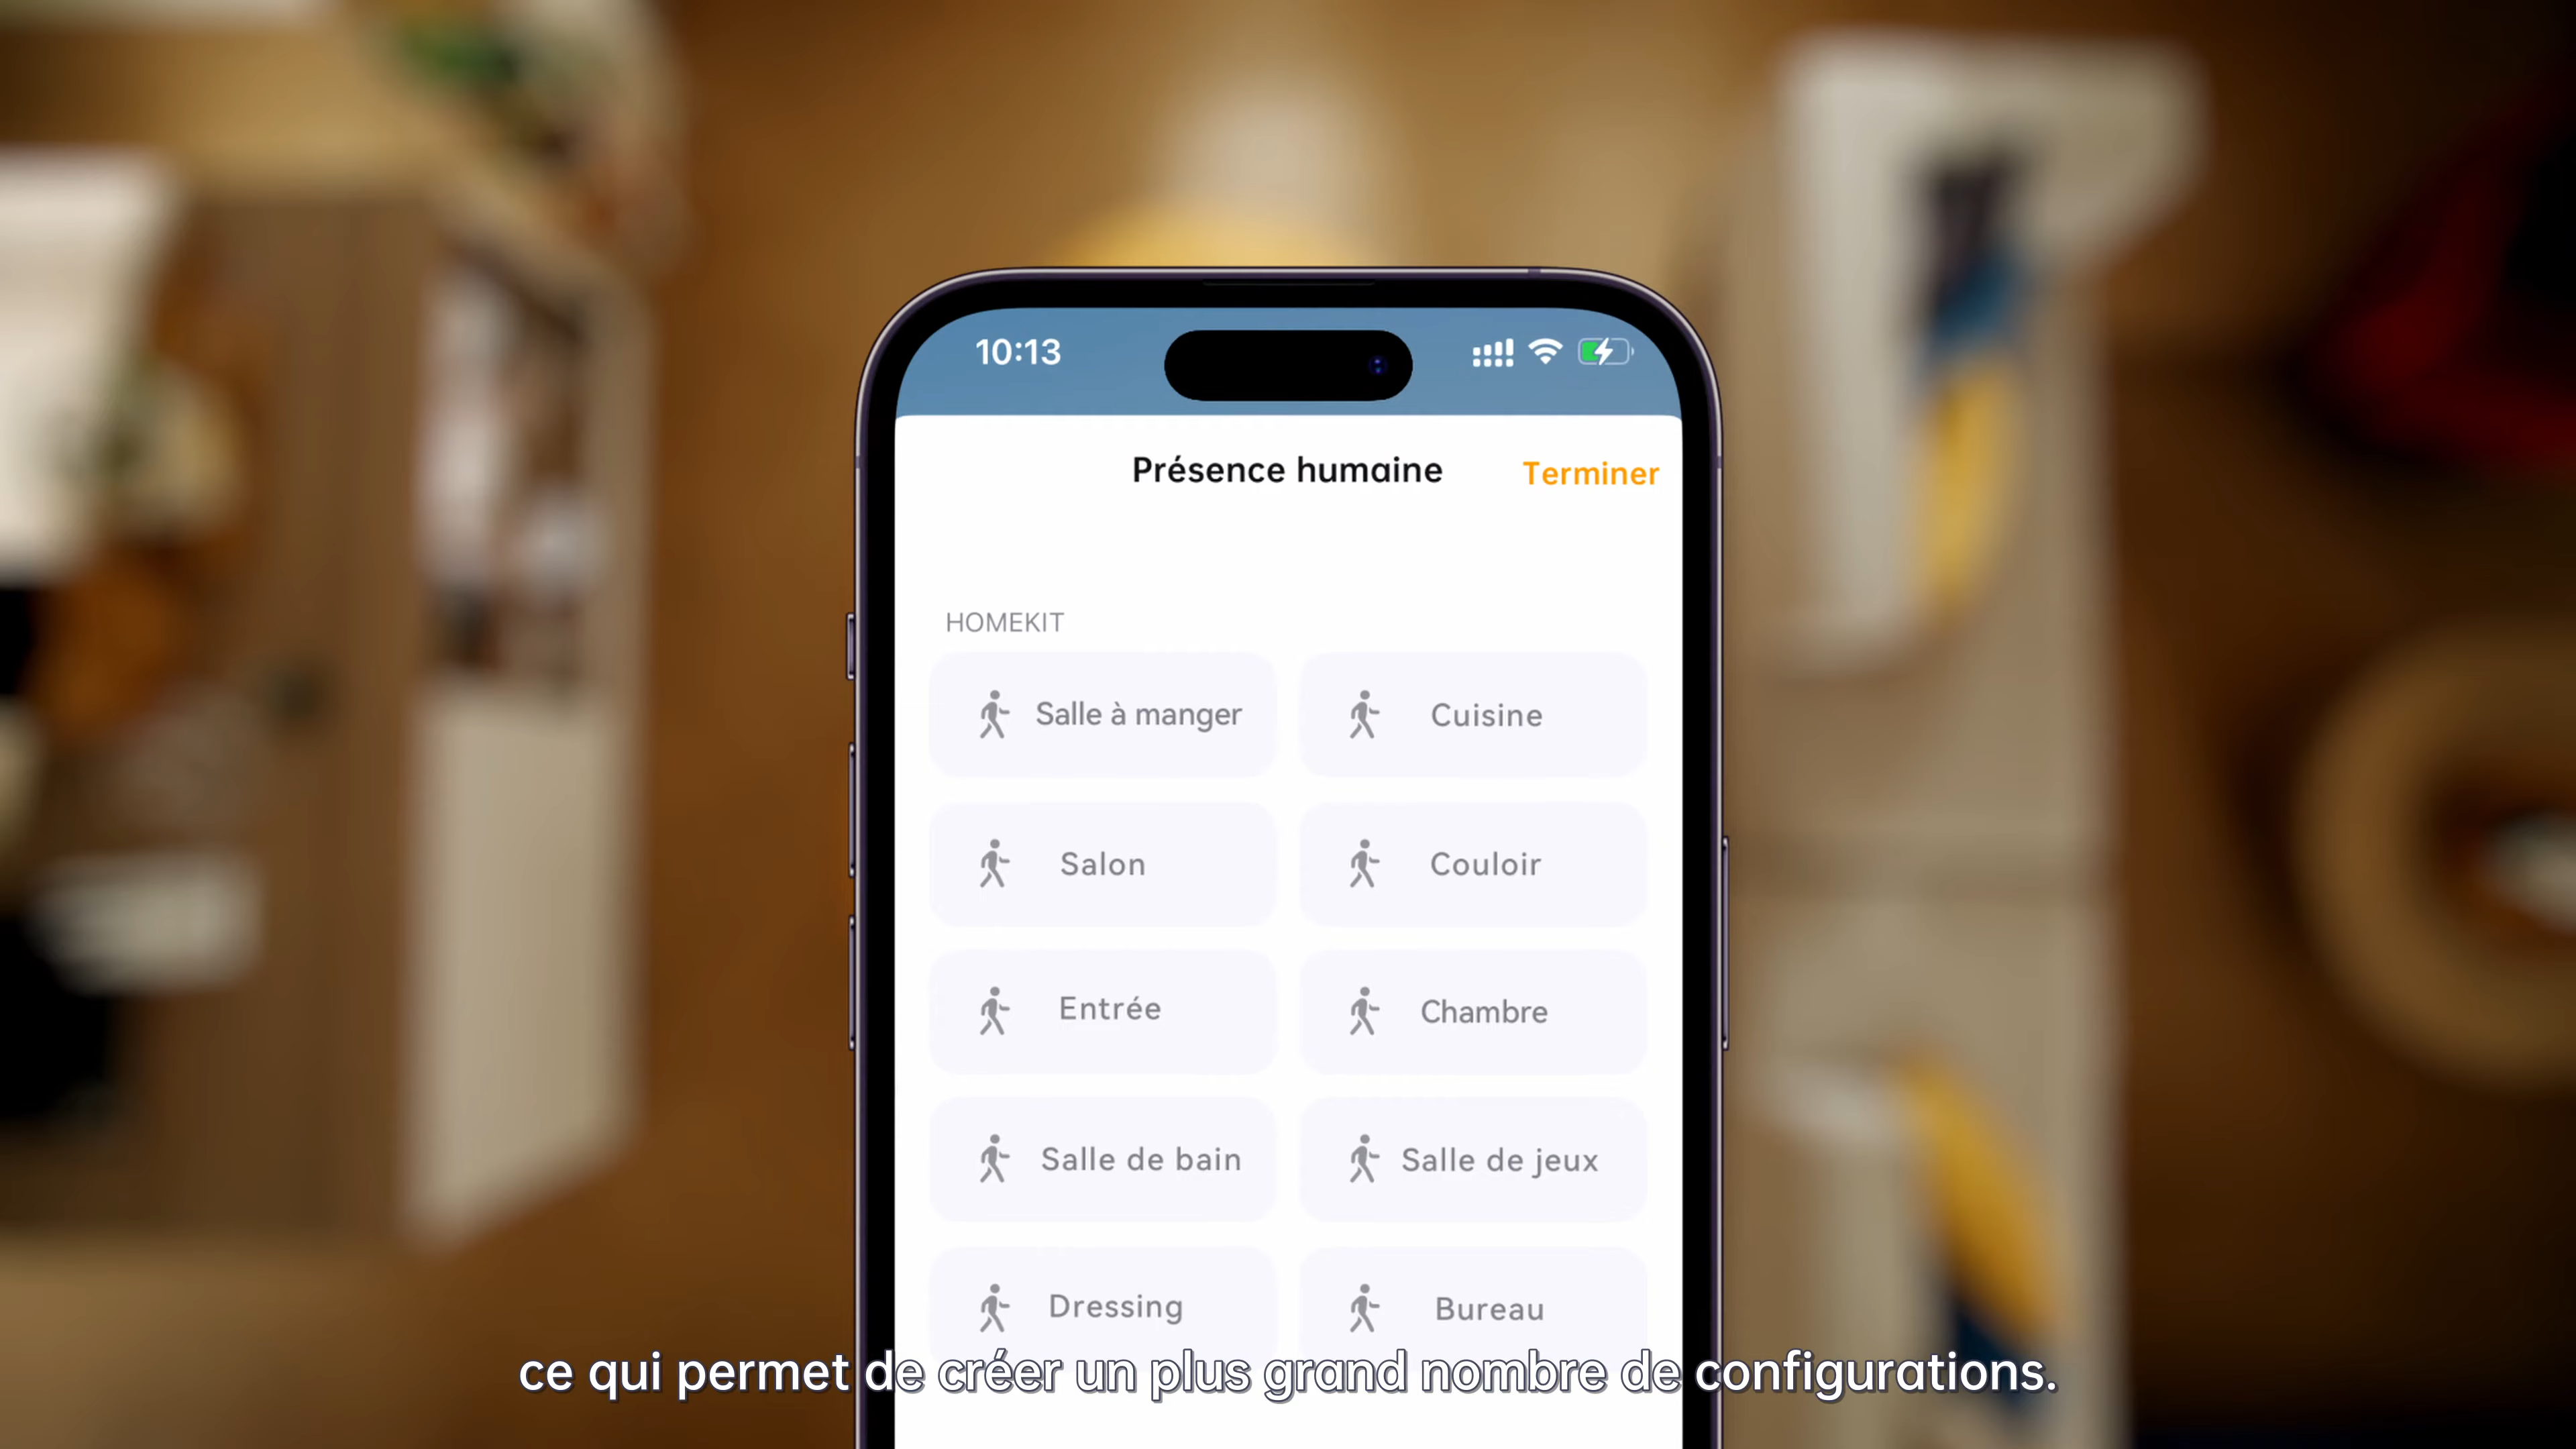 10:13
Présence humaine
Terminer
HOMEKIT
Salle à manger
Cuisine
Salon
Couloir
Entrée
Chambre
Salle de bain
Salle de jeux
Dressing
Bureau
ce qui permet de créer un plus grand nombre de configurations.